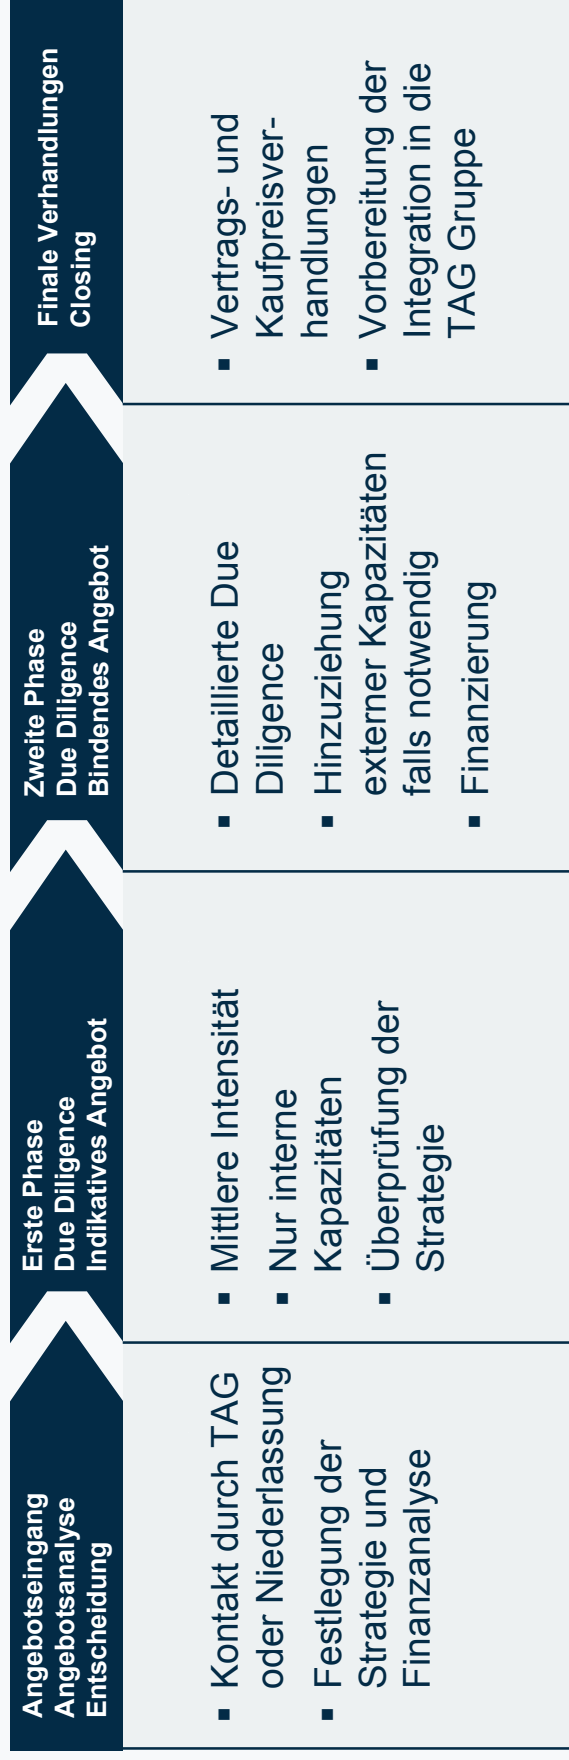 Angebotseingang
Angebotsanalyse
Entscheidung
▪ Kontakt durch TAG
oder Niederlassung
▪ Festlegung der
Strategie und
Finanzanalyse
Erste Phase
Due Diligence
Indikatives Angebot
▪ Mittlere Intensität
▪ Nur interne
Kapazitäten
▪ Überprüfung der
Strategie
Zweite Phase
Due Diligence
Bindendes Angebot
▪ Detaillierte Due
Diligence
▪ Hinzuziehung
externer Kapazitäten
falls notwendig
▪ Finanzierung
Finale Verhandlungen
Closing
▪ Vertrags- und
Kaufpreisver-
handlungen
▪ Vorbereitung der
Integration in die
TAG Gruppe